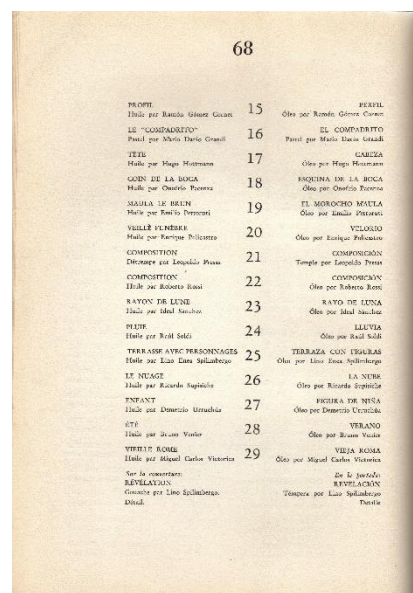 68
PROFIL 15 PERFIL
Huile par Ramón Gómez Cornet Óleo por Ramón Gómez Cornet
LE "COMPADRITO" 16 EL COMPADRITO
Pastel par Mario Darío Grandi Pastel por Mario Darío Grandi
TÊTE 17 CABEZA
Huile par Hugo Ottmann Óleo por Hugo Ottmann
COIN DE LA BOCA 18 ESQUINA DE LA BOCA
Huile par Onofrio Pacenza Óleo por Onofrio Pacenza
MAULA LE BRUN 19 EL MOROCHO MAULA
Huile par Emilio Pettoruti Óleo por Emilio Pettoruti
VEILLÉ FUNÈBRE 20 VELORIO
Huile par Enrique Policastro Óleo por Enrique Policastro
COMPOSITION 21 COMPOSICIÓN
Détrempe par Leopoldo Presas Temple por Leopoldo Presas
COMPOSITION 22 COMPOSICIÓN
Huile par Roberto Rossi Óleo por Roberto Rossi
RAYON DE LUNE 23 RAYO DE LUNA
Huile par Ideal Sánchez Óleo por Ideal Sánchez
PLUIE 24 LLUVIA
Huile par Raúl Soldi Óleo por Raúl Soldi
TERRASSE AVEC PERSONNAGES 25 TERRAZA CON FIGURAS
Huile par Lino Enea Spilimbergo Óleo por Lino Enea Spilimbergo
LE NUAGE 26 LA NUBE
Huile par Ricardo Supisiche Óleo por Ricardo Supisiche
ENFANT 27 FIGURA DE NIÑA
Huile par Demetrio Urruchúa Óleo por Demetrio Urruchúa
ÉTÉ 28 VERANO
Huile par Bruno Venier Óleo por Bruno Venier
VIEILLE ROME 29 VIEJA ROMA
Huile par Miguel Carlos Victorica Óleo por Miguel Carlos Victorica
Sur la couverture: En la portada:
RÉVÉLATION REVELACIÓN
Gouache par Lino Spilimbergo. Témpera por Lino Spilimbergo
Détail. Detalle